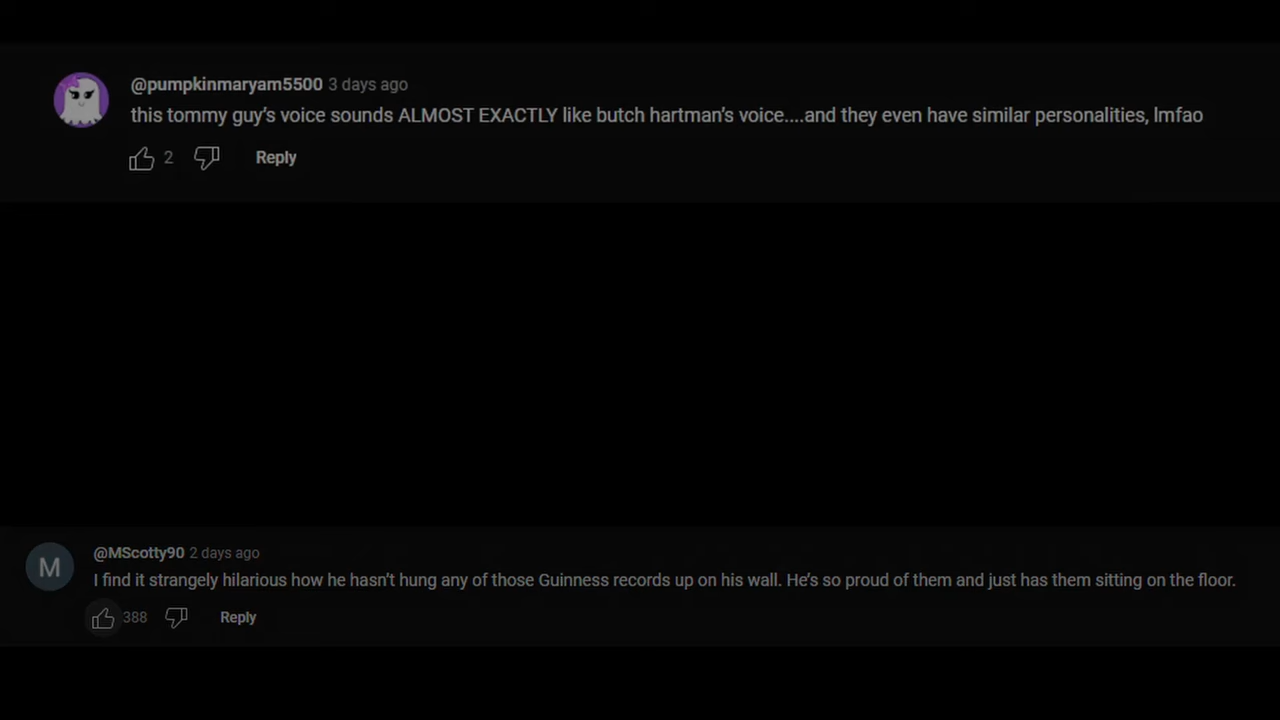 @pumpkinmaryam5500 3 days ago
this tommy guy's voice sounds ALMOST EXACTLY like butch hartman's voice....and they even have similar personalities, lmfao
2 Reply
M
@MScotty90 2 days ago
I find it strangely hilarious how he hasn't hung any of those Guinness records up on his wall. He's so proud of them and just has them sitting on the floor.
388 Reply